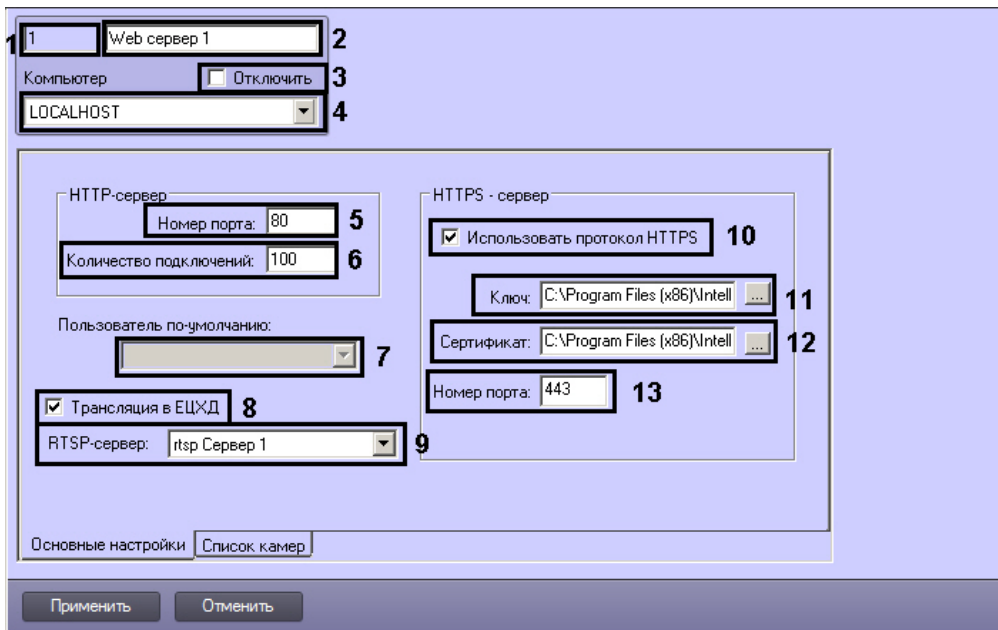 1 1 Web сервер 1 2
Компьютер Отключить 3
LOCALHOST 4
HTTP-сервер
Номер порта: 80 5
Количество подключений: 100 6
Пользователь по-умолчанию:
7
Трансляция в ЕЦХД 8
RTSP-сервер: rtsp Сервер 1 9
HTTPS - сервер
Использовать протокол HTTPS 10
Ключ: C:\Program Files (x86)\Intell ... 11
Сертификат: C:\Program Files (x86)\Intell ... 12
Номер порта: 443 13
Основные настройки Список камер
Применить Отменить